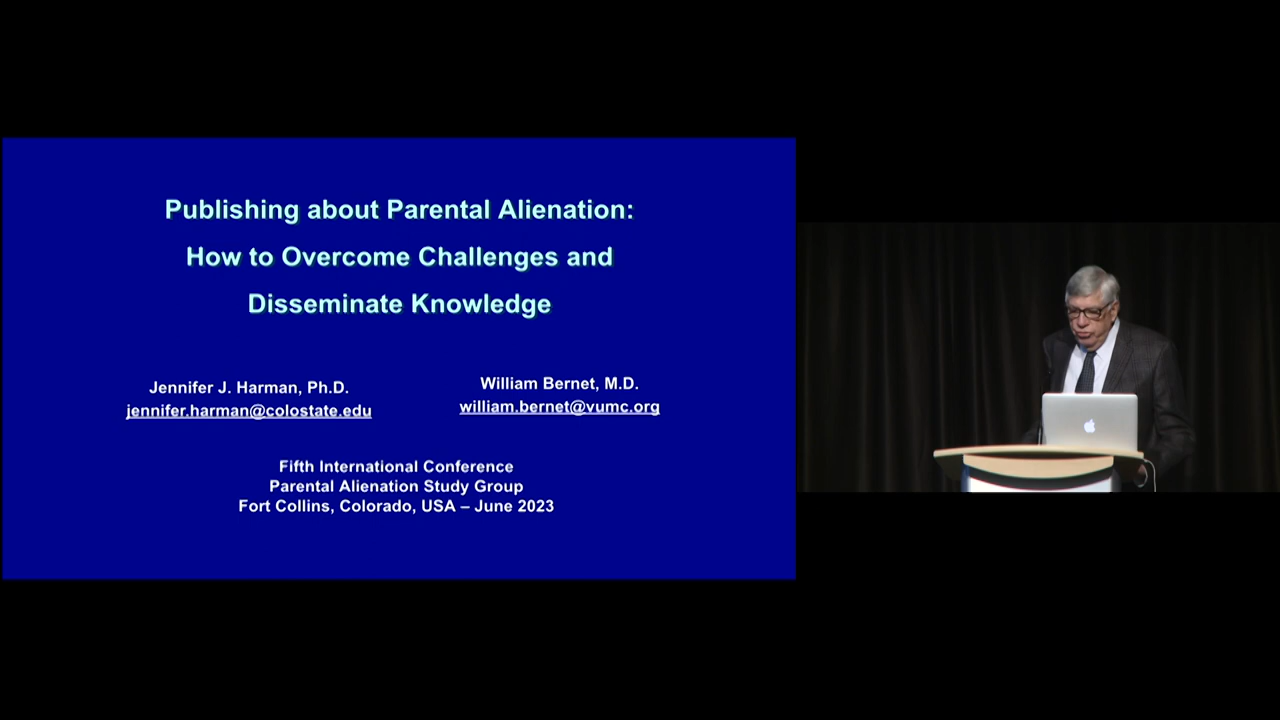 Publishing about Parental Alienation:
How to Overcome Challenges and
Disseminate Knowledge
Jennifer J. Harman, Ph.D.
jennifer.harman@colostate.edu
William Bernet, M.D.
william.bernet@vumc.org
Fifth International Conference
Parental Alienation Study Group
Fort Collins, Colorado, USA – June 2023